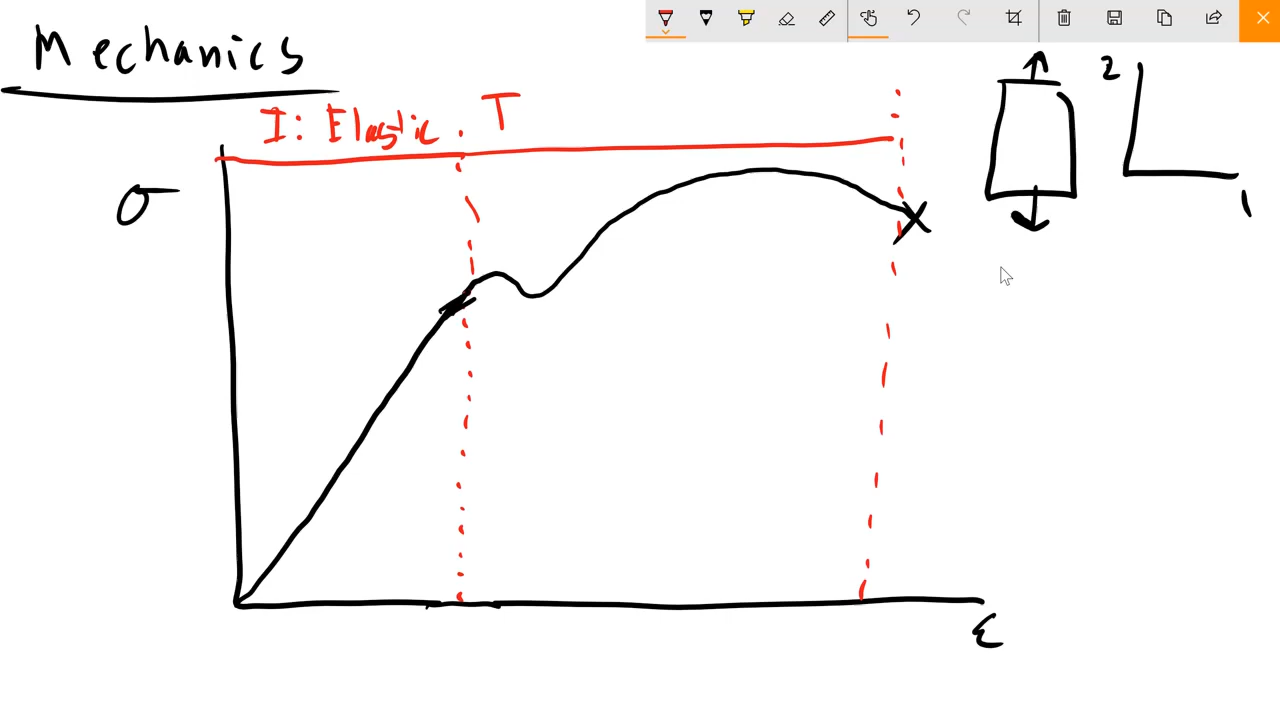 Mechanics
I: Elastic. T
σ
2
1
ε